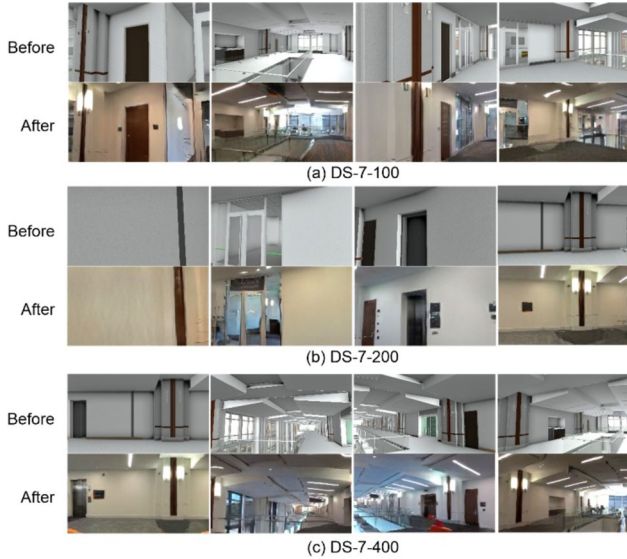 Before
After
(a) DS-7-100
Before
After
(b) DS-7-200
Before
After
(c) DS-7-400